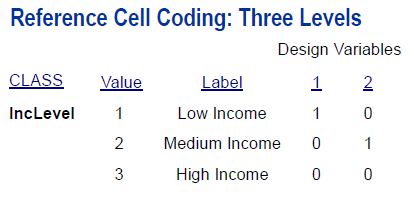 Reference Cell Coding: Three Levels
Design Variables
CLASS Value Label 1 2
IncLevel 1 Low Income 1 0
2 Medium Income 0 1
3 High Income 0 0